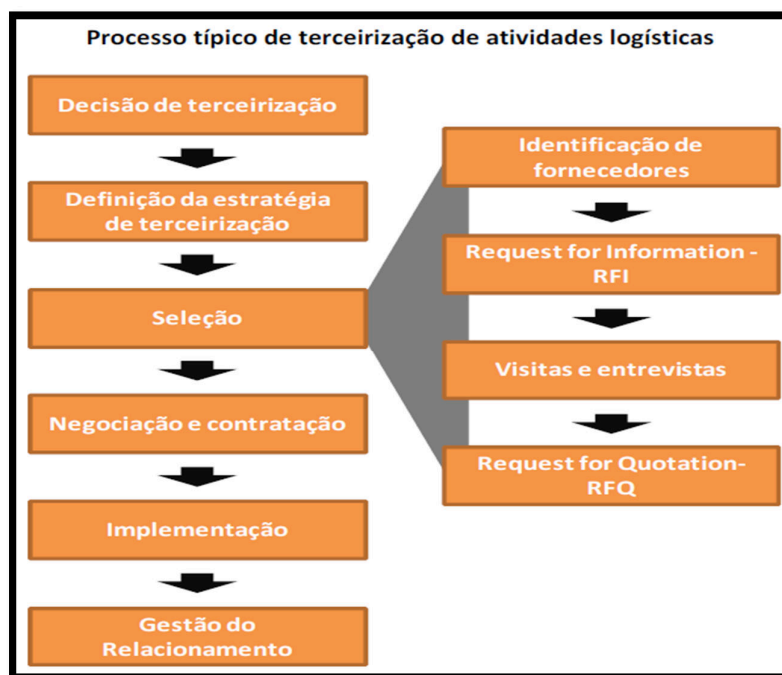 Processo típico de terceirização de atividades logísticas
Decisão de terceirização
Definição da estratégia
de terceirização
Seleção
Negociação e contratação
Implementação
Gestão do
Relacionamento
Identificação de
fornecedores
Request for Information -
RFI
Visitas e entrevistas
Request for Quotation-
RFQ